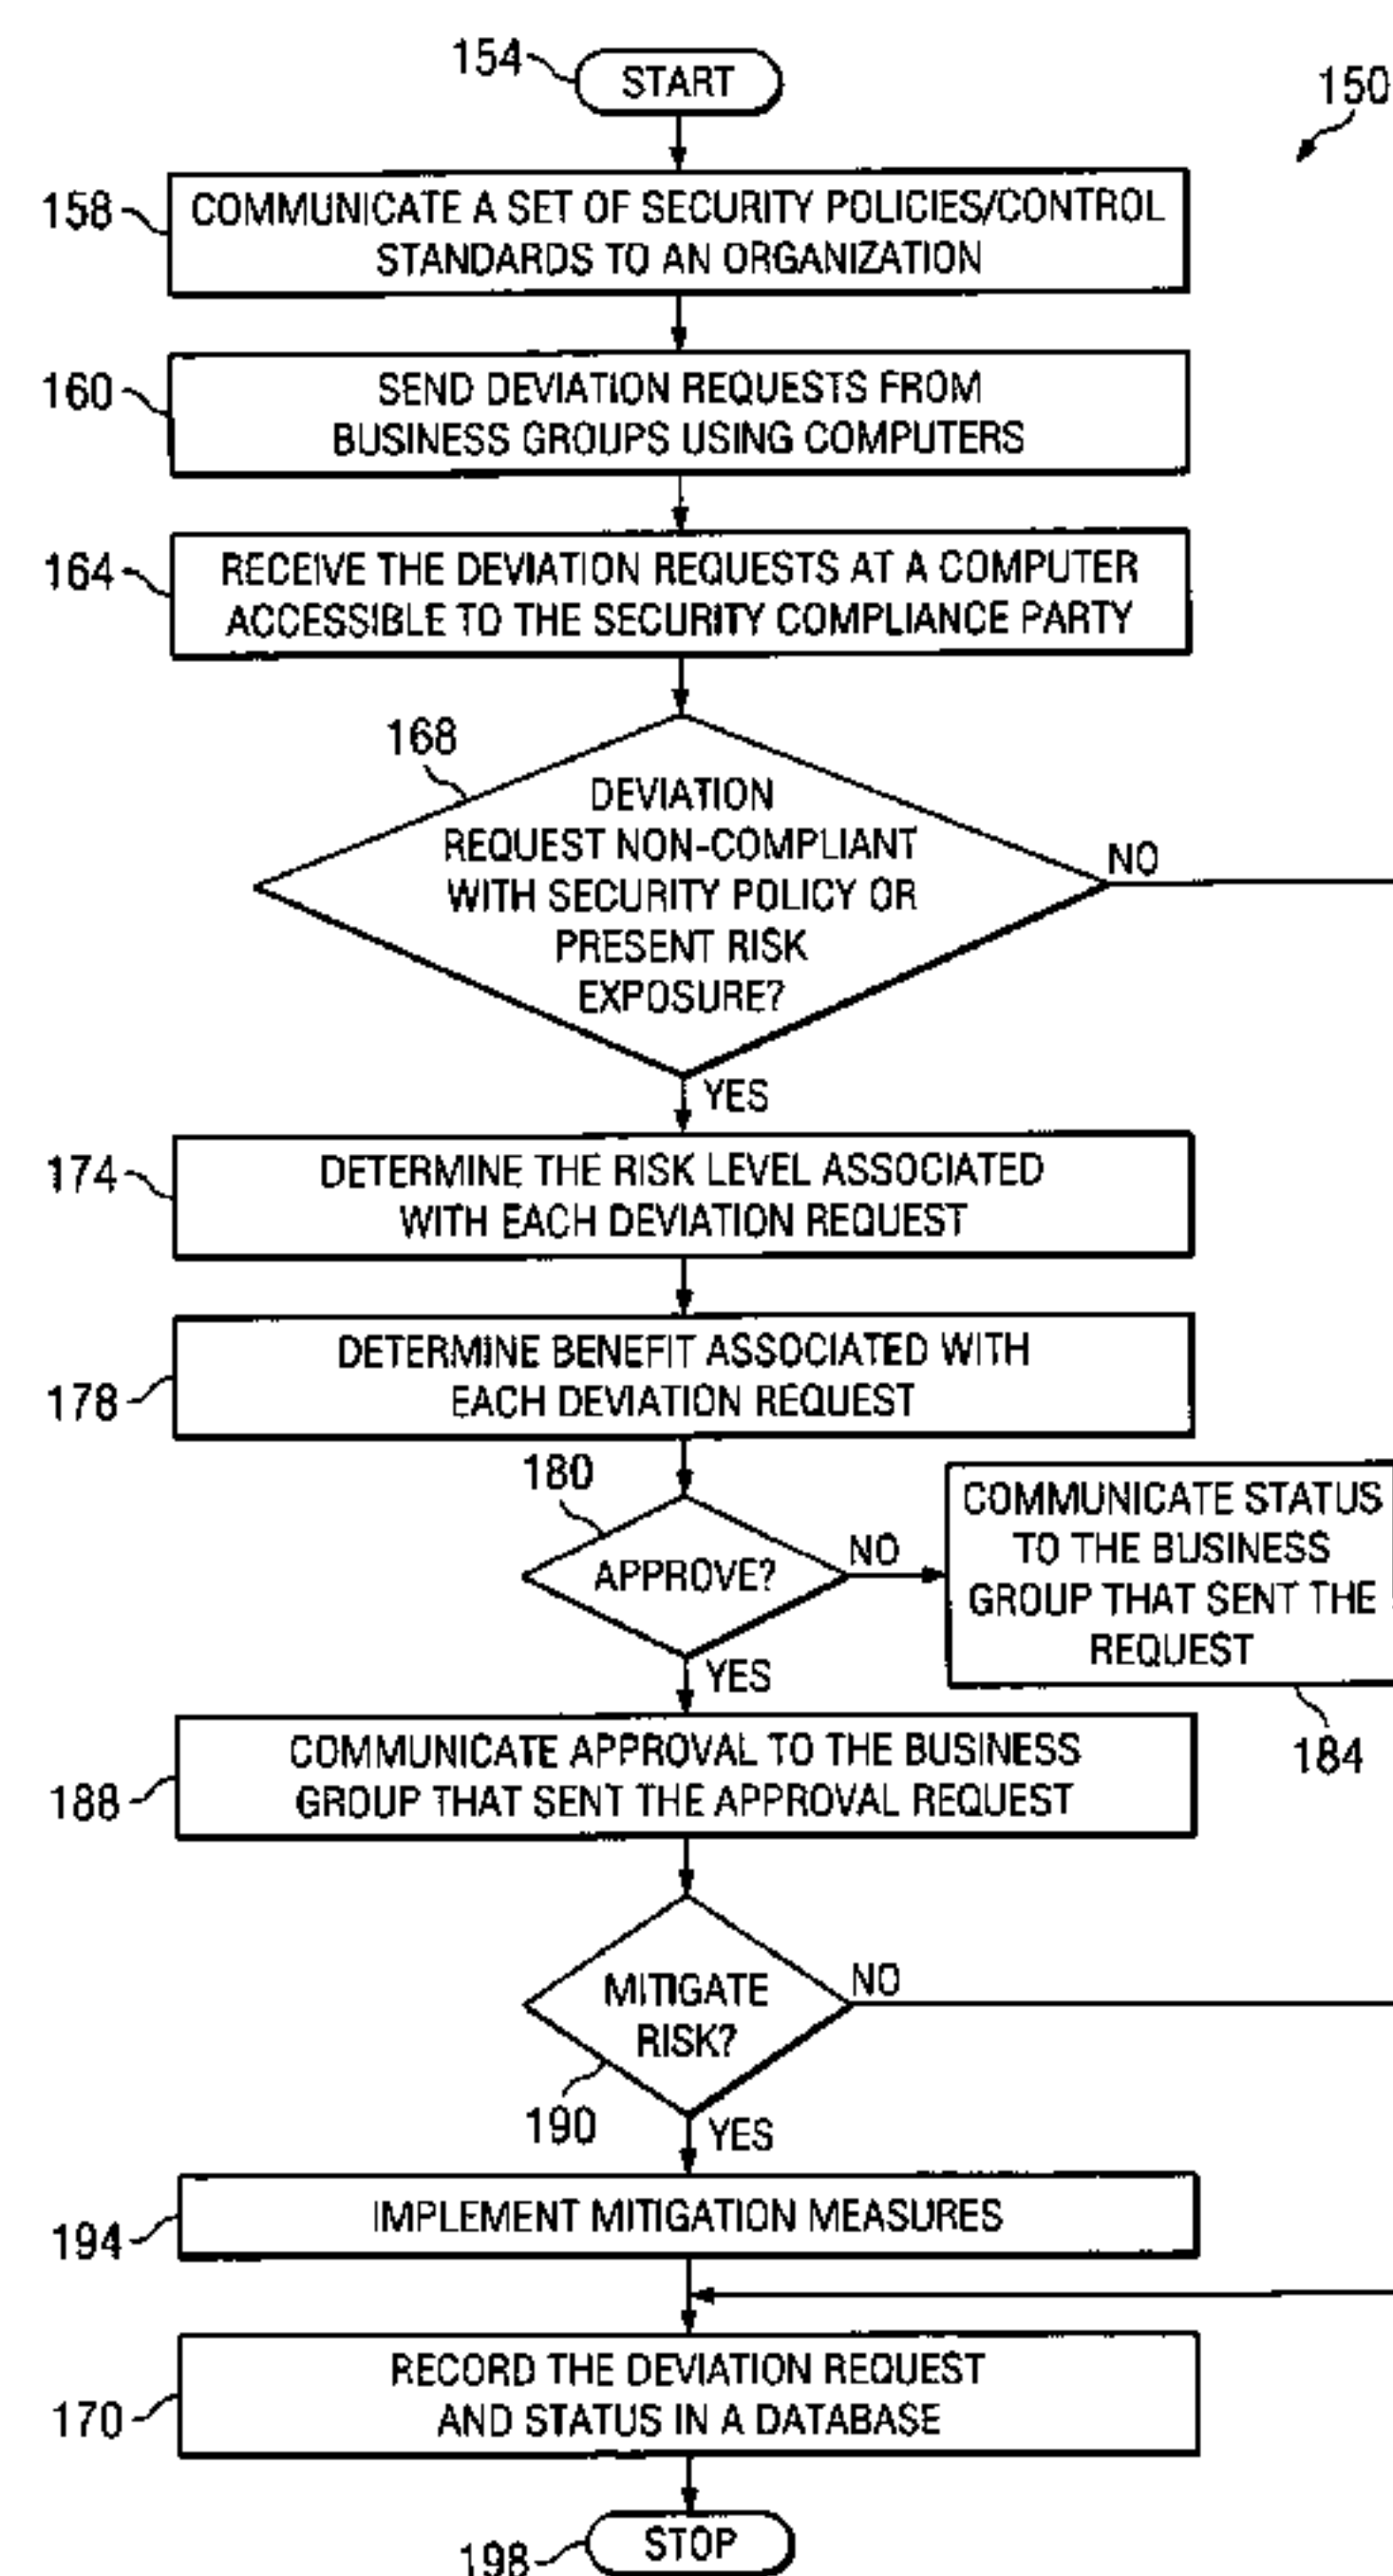 154
START
150
158
COMMUNICATE A SET OF SECURITY POLICIES/CONTROL
STANDARDS TO AN ORGANIZATION
160
SEND DEVIATION REQUESTS FROM
BUSINESS GROUPS USING COMPUTERS
164
RECEIVE THE DEVIATION REQUESTS AT A COMPUTER
ACCESSIBLE TO THE SECURITY COMPLIANCE PARTY
168
DEVIATION
REQUEST NON-COMPLIANT
WITH SECURITY POLICY OR
PRESENT RISK
EXPOSURE?
NO
YES
174
DETERMINE THE RISK LEVEL ASSOCIATED
WITH EACH DEVIATION REQUEST
178
DETERMINE BENEFIT ASSOCIATED WITH
EACH DEVIATION REQUEST
180
APPROVE?
NO
COMMUNICATE STATUS
TO THE BUSINESS
GROUP THAT SENT THE
REQUEST
184
YES
188
COMMUNICATE APPROVAL TO THE BUSINESS
GROUP THAT SENT THE APPROVAL REQUEST
MITIGATE
RISK?
NO
190
YES
194
IMPLEMENT MITIGATION MEASURES
170
RECORD THE DEVIATION REQUEST
AND STATUS IN A DATABASE
198
STOP